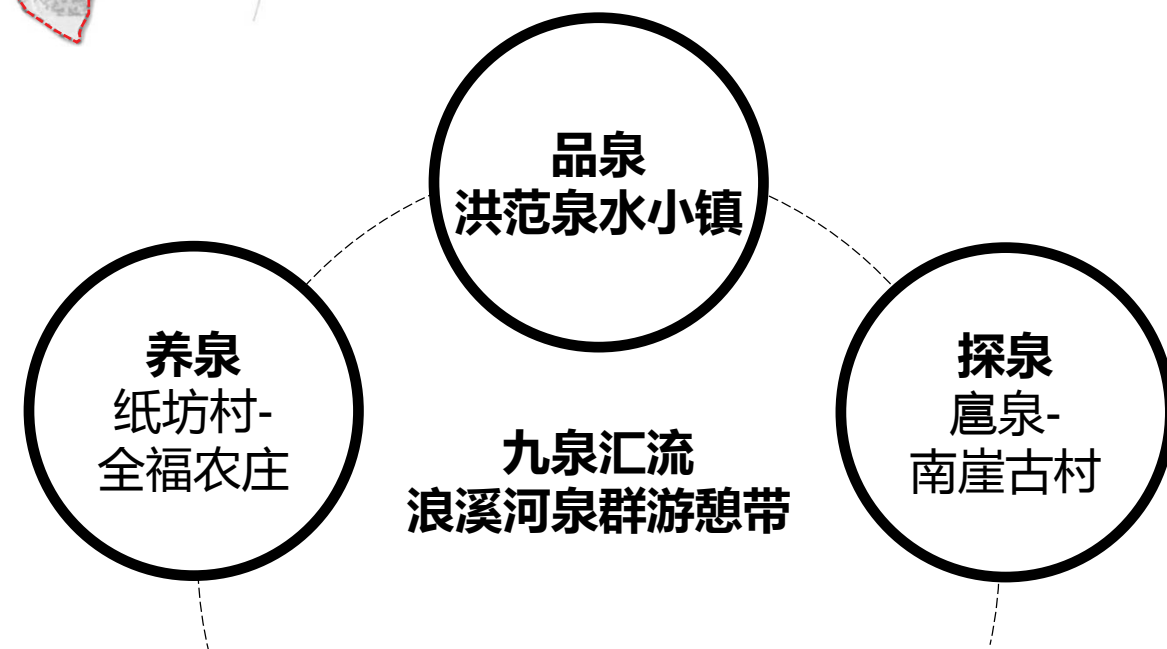 品泉
洪范泉水小镇
养泉
纸坊村-
全福农庄
探泉
扈泉-
南崖古村
九泉汇流
浪溪河泉群游憩带